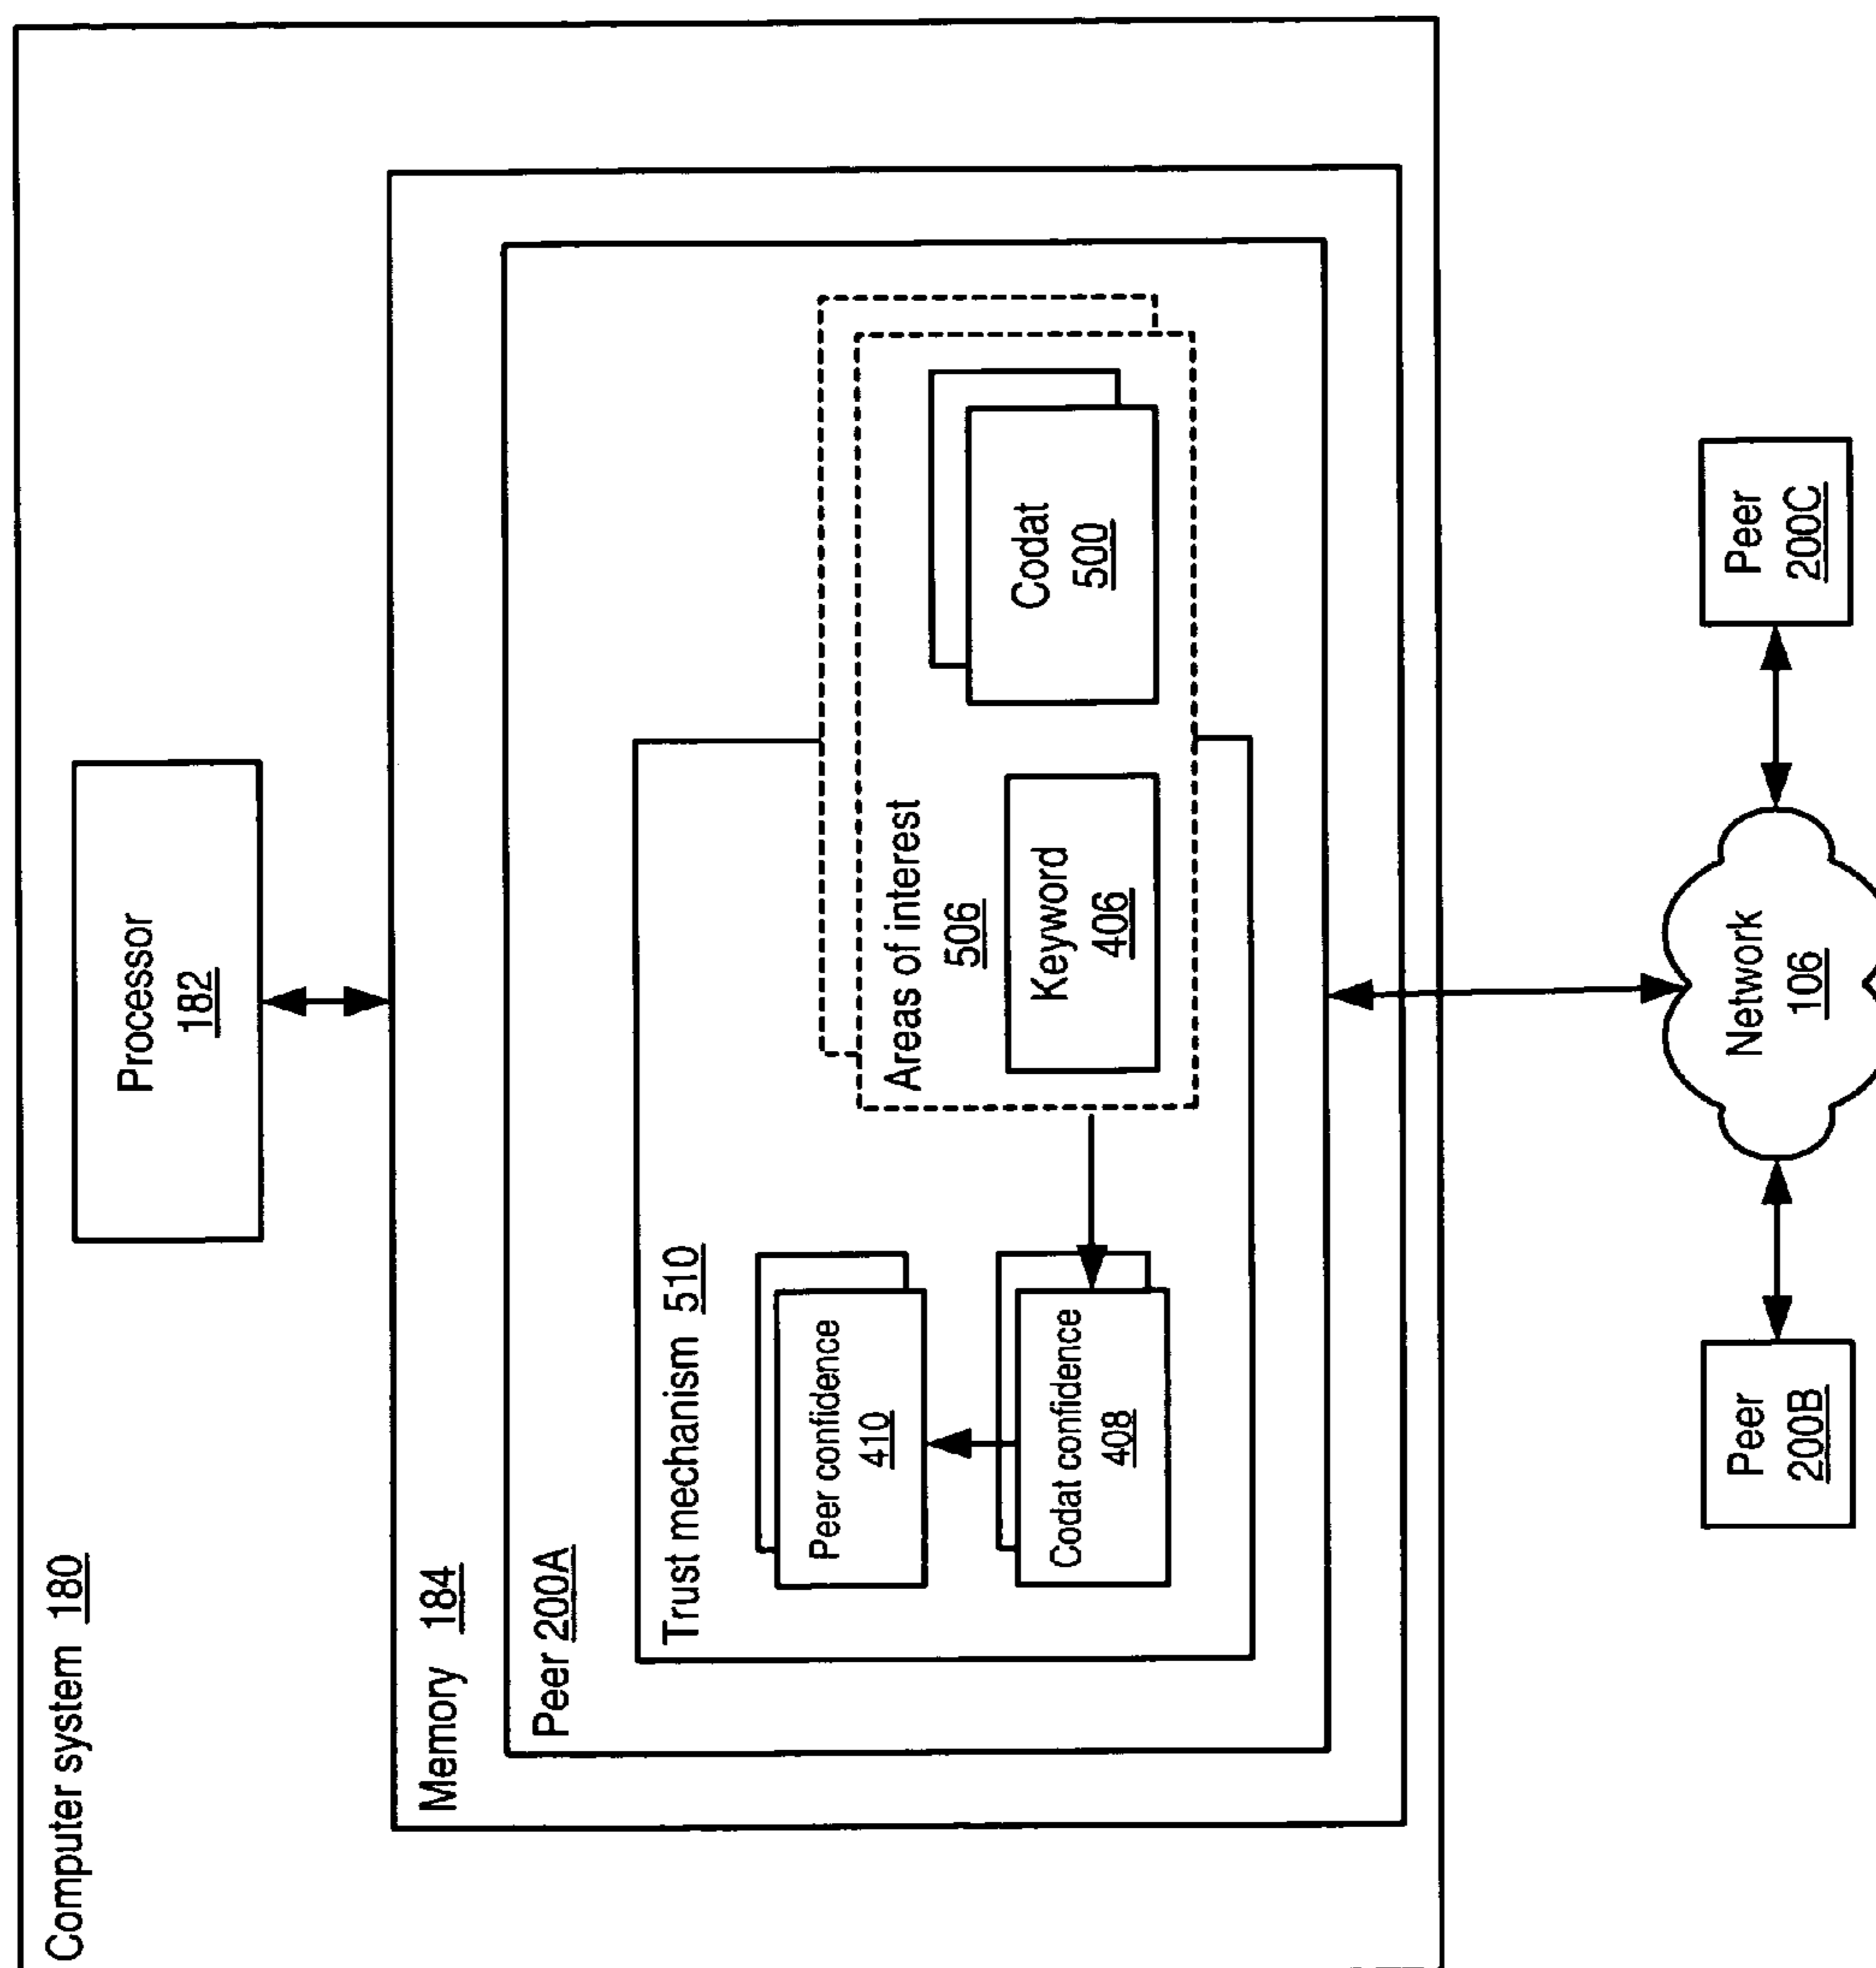 Computer system 180
Processor
182
Memory 184
Peer 200A
Trust mechanism 510
Peer confidence
410
Codat confidence
408
Areas of interest
506
Keyword
406
Codat
500
Peer
200B
Network
106
Peer
200C